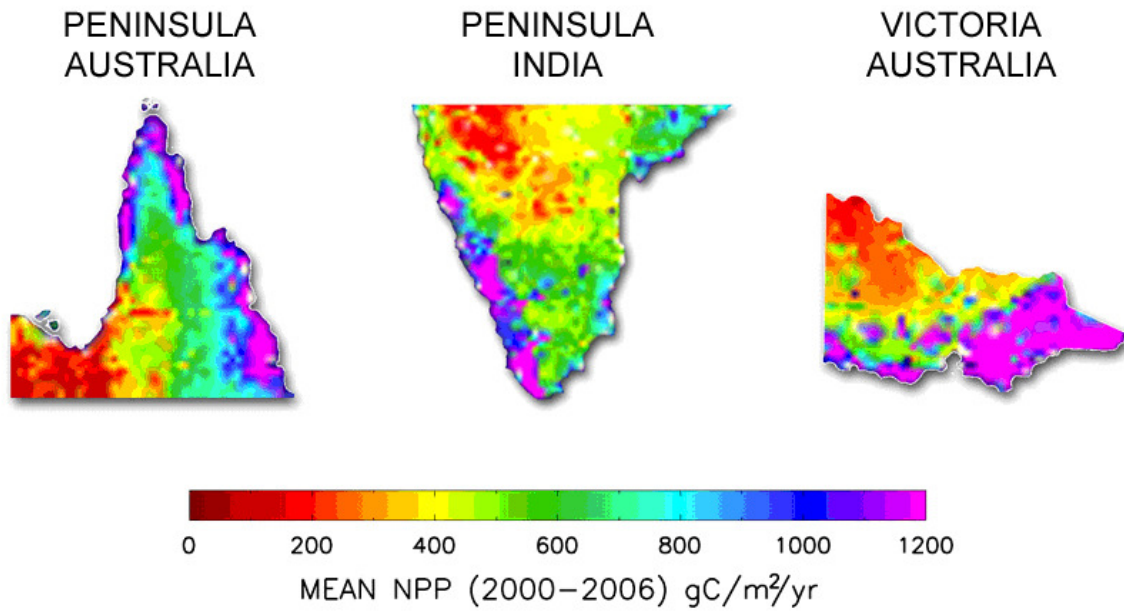 PENINSULA
AUSTRALIA
PENINSULA
INDIA
VICTORIA
AUSTRALIA
0 200 400 600 800 1000 1200
MEAN NPP (2000–2006) gC/m²/yr